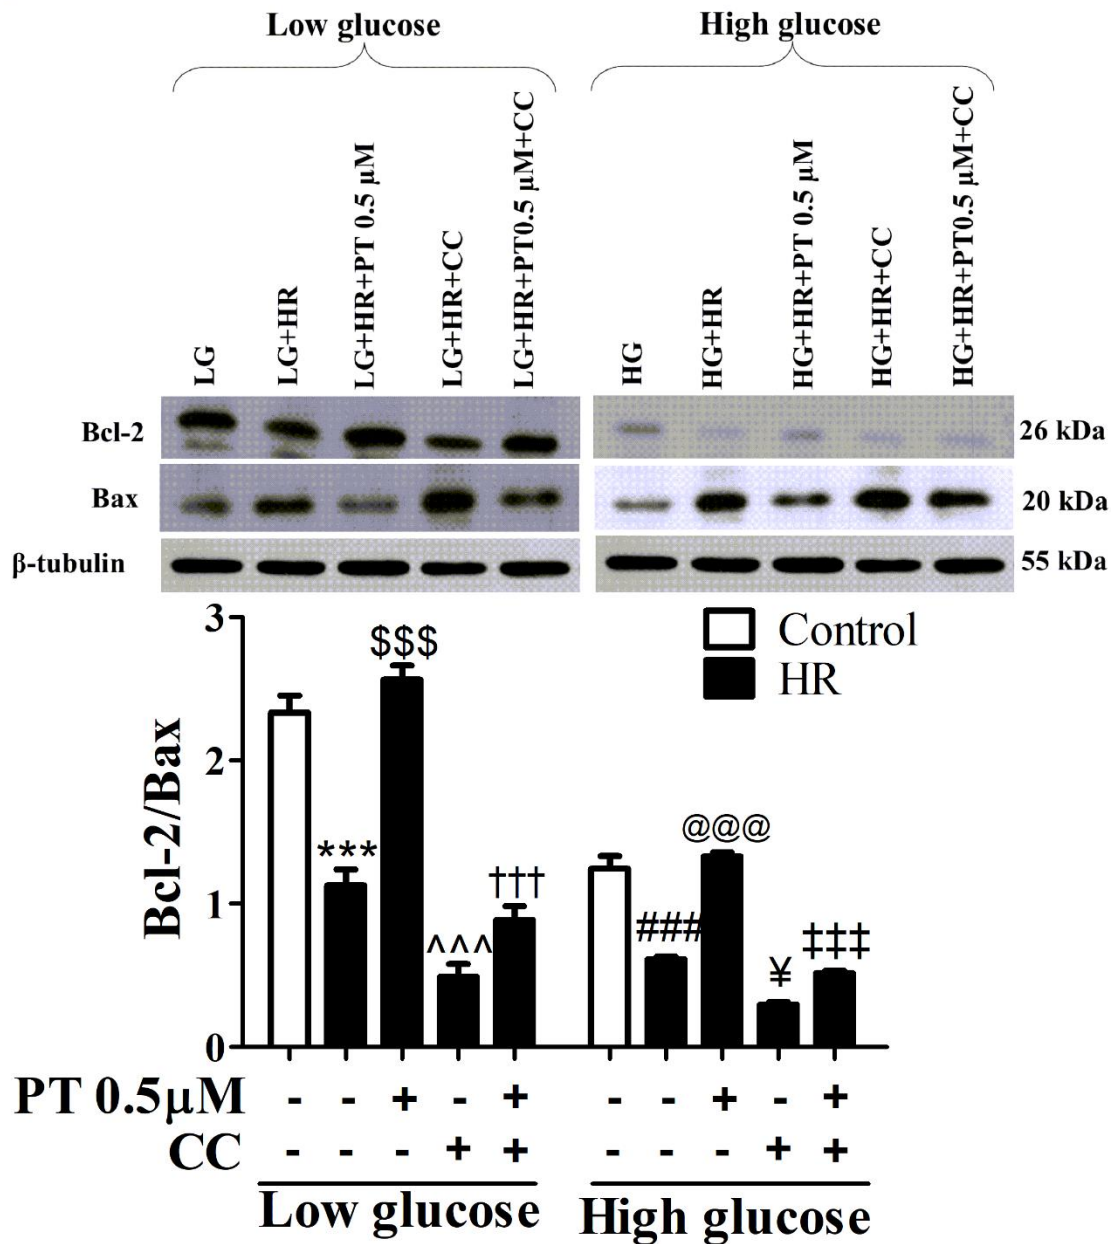 Low glucose
High glucose
LG
LG+HR
LG+HR+PT 0.5 μM
LG+HR+CC
LG+HR+PT0.5 μM+CC
HG
HG+HR
HG+HR+PT 0.5 μM
HG+HR+CC
HG+HR+PT0.5 μM+CC
Bcl-2
26 kDa
Bax
20 kDa
β-tubulin
55 kDa
Control
HR
Bcl-2/Bax
3
2
1
0
***
$$$
^^^
†††
###
@@@
¥
‡‡‡
PT 0.5μM - - + - + - - + - +
CC - - - + + - - - + +
Low glucose
High glucose